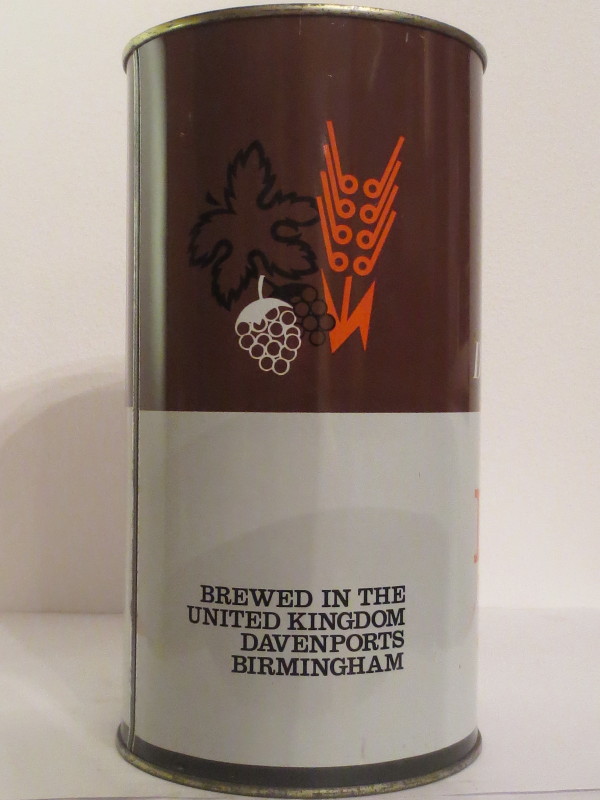 BREWED IN THE
UNITED KINGDOM
DAVENPORTS
BIRMINGHAM